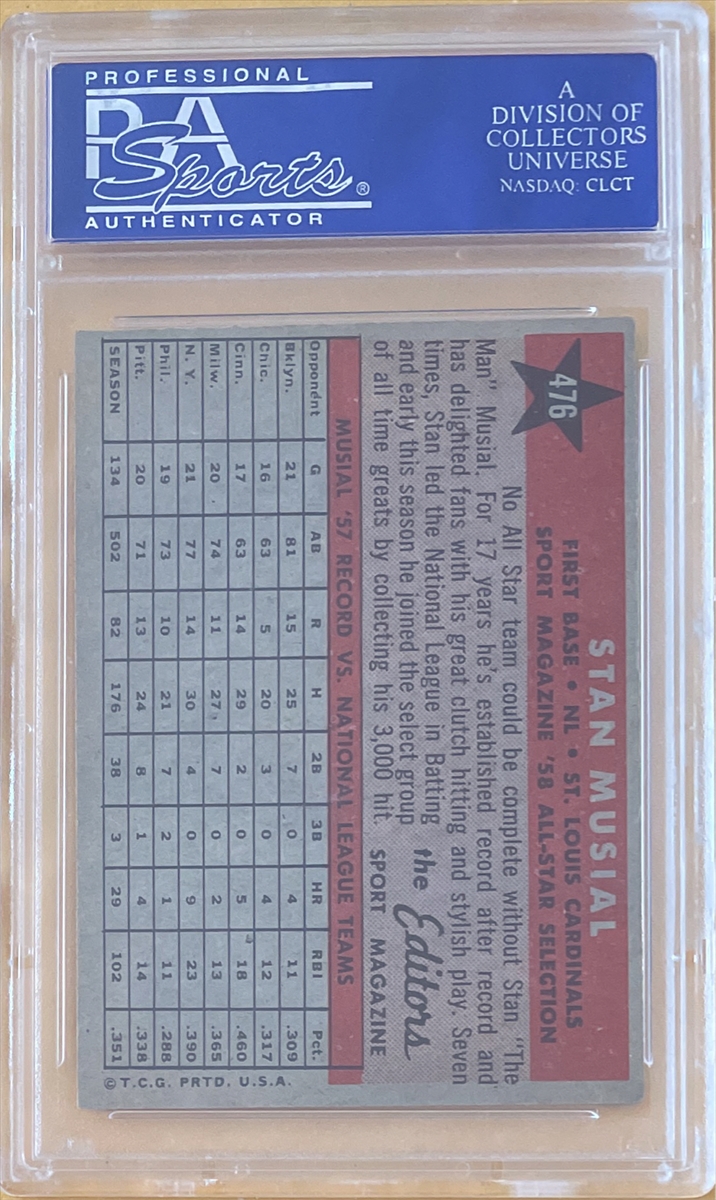 PROFESSIONAL
PSA
Sports®
AUTHENTICATOR
A
DIVISION OF
COLLECTORS
UNIVERSE
NASDAQ: CLCT
476
STAN MUSIAL
FIRST BASE • NL • ST. LOUIS CARDINALS
SPORT MAGAZINE '58 ALL-STAR SELECTION
No All Star team could be complete without Stan "The
Man" Musial. For 17 years he's established record after record and
has delighted fans with his great clutch hitting and stylish play. Seven
times, Stan led the National League in Batting
and early this season he joined the select group
of all time greats by collecting his 3,000 hit.
the Editors
SPORT MAGAZINE
MUSIAL '57 RECORD VS. NATIONAL LEAGUE TEAMS
Opponent G AB R H 2B 3B HR RBI Pct.
Bklyn. 21 81 15 25 7 0 4 11 .309
Chic. 16 63 5 20 3 0 4 12 .317
Cinn. 17 63 14 29 2 0 5 18 .460
Milw. 20 74 11 27 7 0 2 13 .365
N. Y. 21 77 14 30 4 0 9 23 .390
Phil. 19 73 10 21 7 2 1 11 .288
Pitt. 20 71 13 24 8 1 4 14 .338
SEASON 134 502 82 176 38 3 29 102 .351
©T.C.G. PRTD. U.S.A.